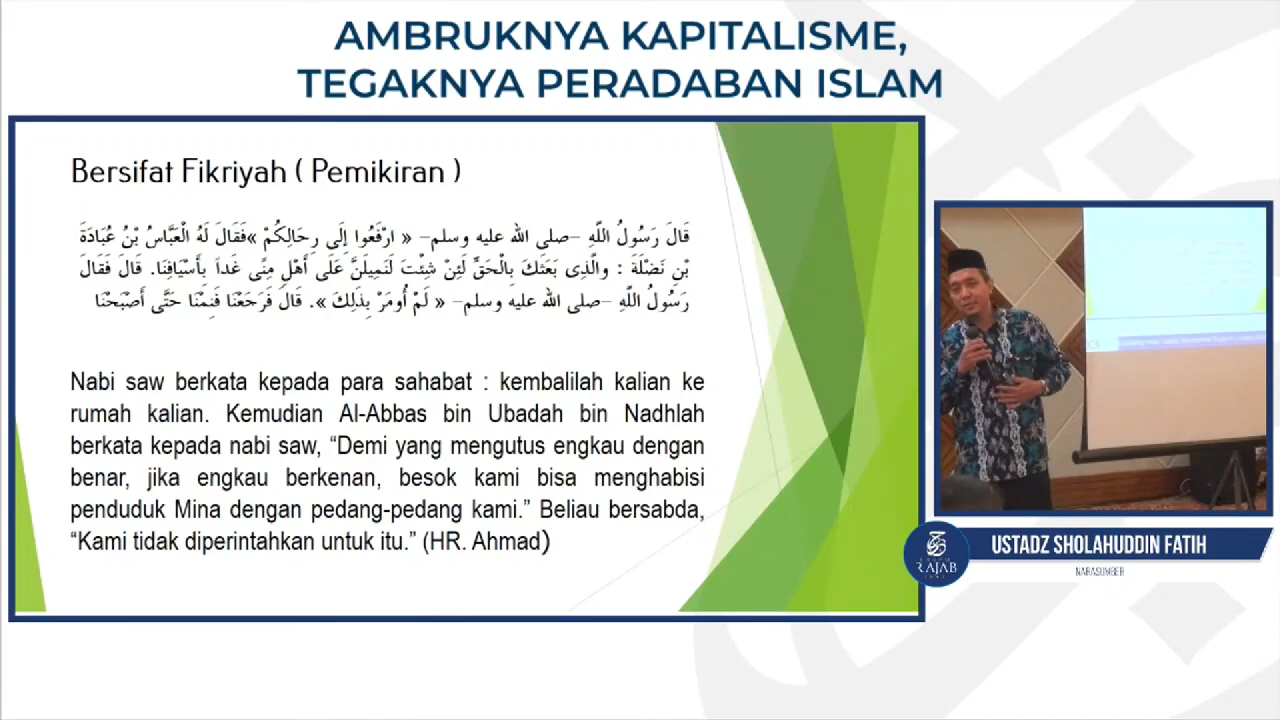 AMBRUKNYA KAPITALISME,
TEGAKNYA PERADABAN ISLAM
Bersifat Fikriyah ( Pemikiran )
قَالَ رَسُولُ اللَّهِ –صلى الله عليه وسلم– « ارْفَعُوا إِلَى رِحَالِكُمْ »فَقَالَ لَهُ الْعَبَّاسُ بْنُ عُبَادَةَ
بْنِ نَضْلَةَ : والَّذِى بَعَثَكَ بِالْحَقِّ لَئِنْ شِئْتَ لَنَمِيلَنَّ عَلَى أَهْلِ مِنًى غَداً بِأَسْيَافِنَا. قَالَ فَقَالَ
رَسُولُ اللَّهِ –صلى الله عليه وسلم– « لَمْ أُومَرْ بِذَلِكَ ». قَالَ فَرَجَعْنَا فَنِمْنَا حَتَّى أَصْبَحْنَا
Nabi saw berkata kepada para sahabat : kembalilah kalian ke
rumah kalian. Kemudian Al-Abbas bin Ubadah bin Nadhlah
berkata kepada nabi saw, “Demi yang mengutus engkau dengan
benar, jika engkau berkenan, besok kami bisa menghabisi
penduduk Mina dengan pedang-pedang kami.” Beliau bersabda,
“Kami tidak diperintahkan untuk itu.” (HR. Ahmad)
USTADZ SHOLAHUDDIN FATIH
NARASUMBER
RAJAB